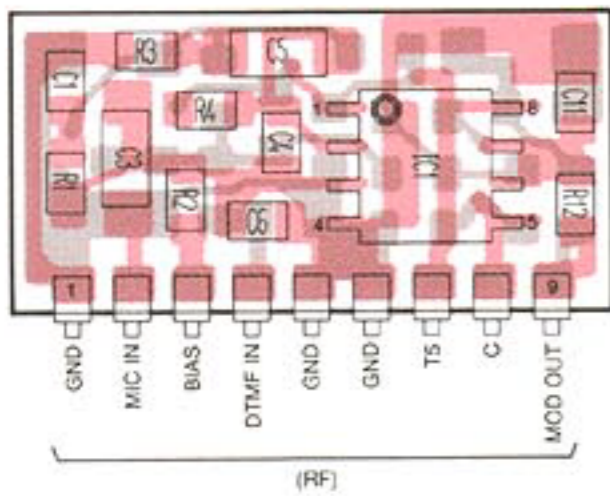 R3
C5
C1
C11
R4
1
8
C4
C3
IC1
R1
R2
R12
C6
4
5
1
9
GND
MIC IN
BIAS
DTMF IN
GND
GND
T5
C
MOD OUT
(RF)